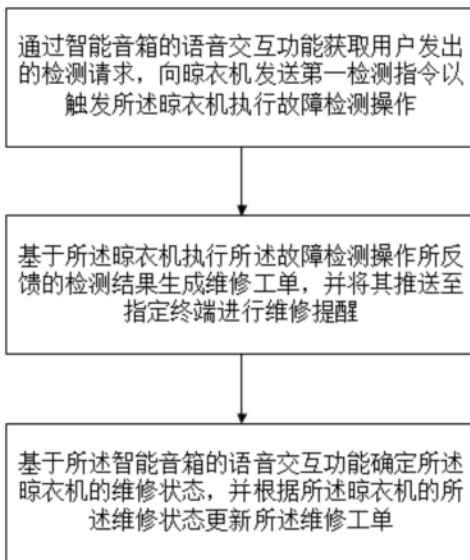 通过智能音箱的语音交互功能获取用户发出
的检测请求，向晾衣机发送第一检测指令以
触发所述晾衣机执行故障检测操作
基于所述晾衣机执行所述故障检测操作所反
馈的检测结果生成维修工单，并将其推送至
指定终端进行维修提醒
基于所述智能音箱的语音交互功能确定所述
晾衣机的维修状态，并根据所述晾衣机的所
述维修状态更新所述维修工单